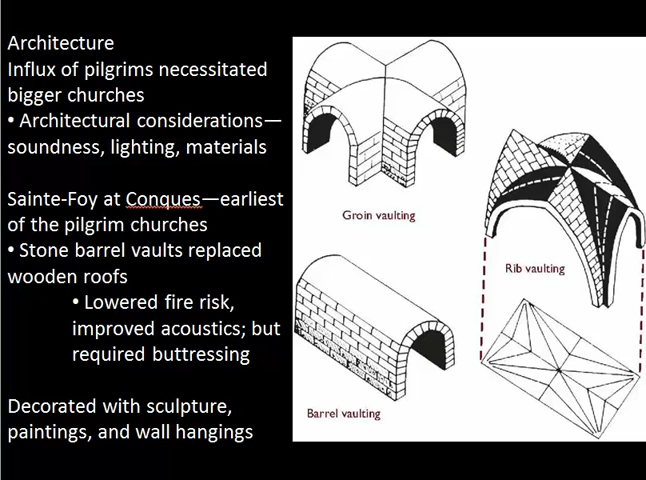 Architecture
Influx of pilgrims necessitated
bigger churches
• Architectural considerations—
soundness, lighting, materials
Sainte-Foy at Conques—earliest
of the pilgrim churches
• Stone barrel vaults replaced
wooden roofs
• Lowered fire risk,
improved acoustics; but
required buttressing
Decorated with sculpture,
paintings, and wall hangings
Groin vaulting
Rib vaulting
Barrel vaulting